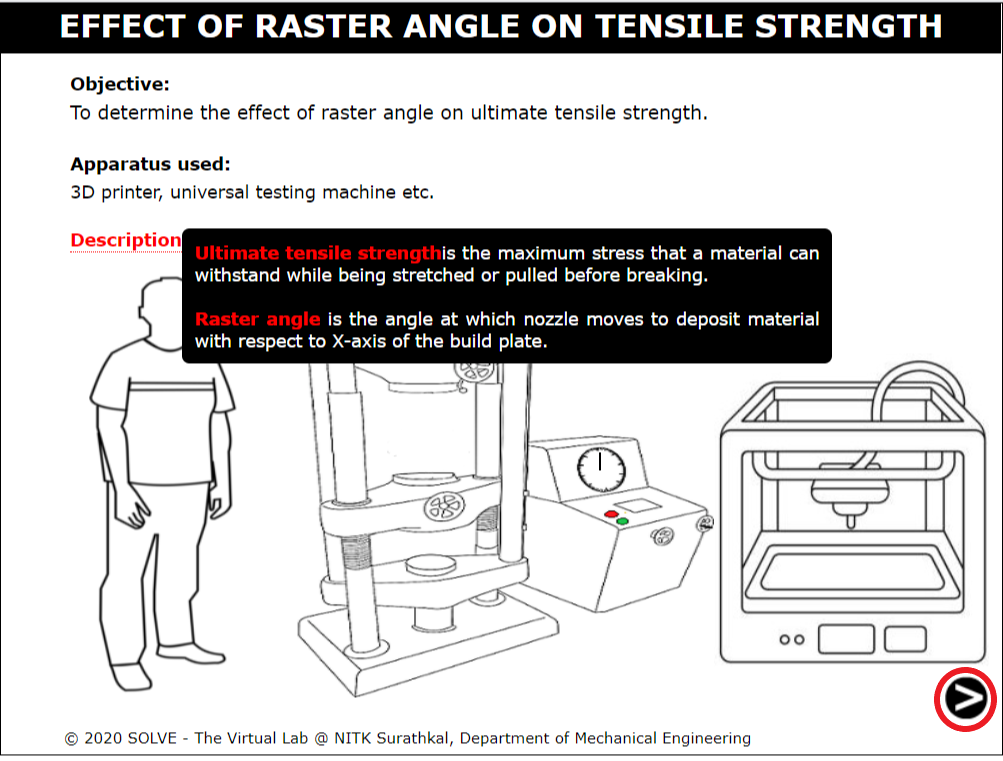 EFFECT OF RASTER ANGLE ON TENSILE STRENGTH
Objective:
To determine the effect of raster angle on ultimate tensile strength.
Apparatus used:
3D printer, universal testing machine etc.
Description
Ultimate tensile strengthis the maximum stress that a material can
withstand while being stretched or pulled before breaking.
Raster angle is the angle at which nozzle moves to deposit material
with respect to X-axis of the build plate.
© 2020 SOLVE - The Virtual Lab @ NITK Surathkal, Department of Mechanical Engineering